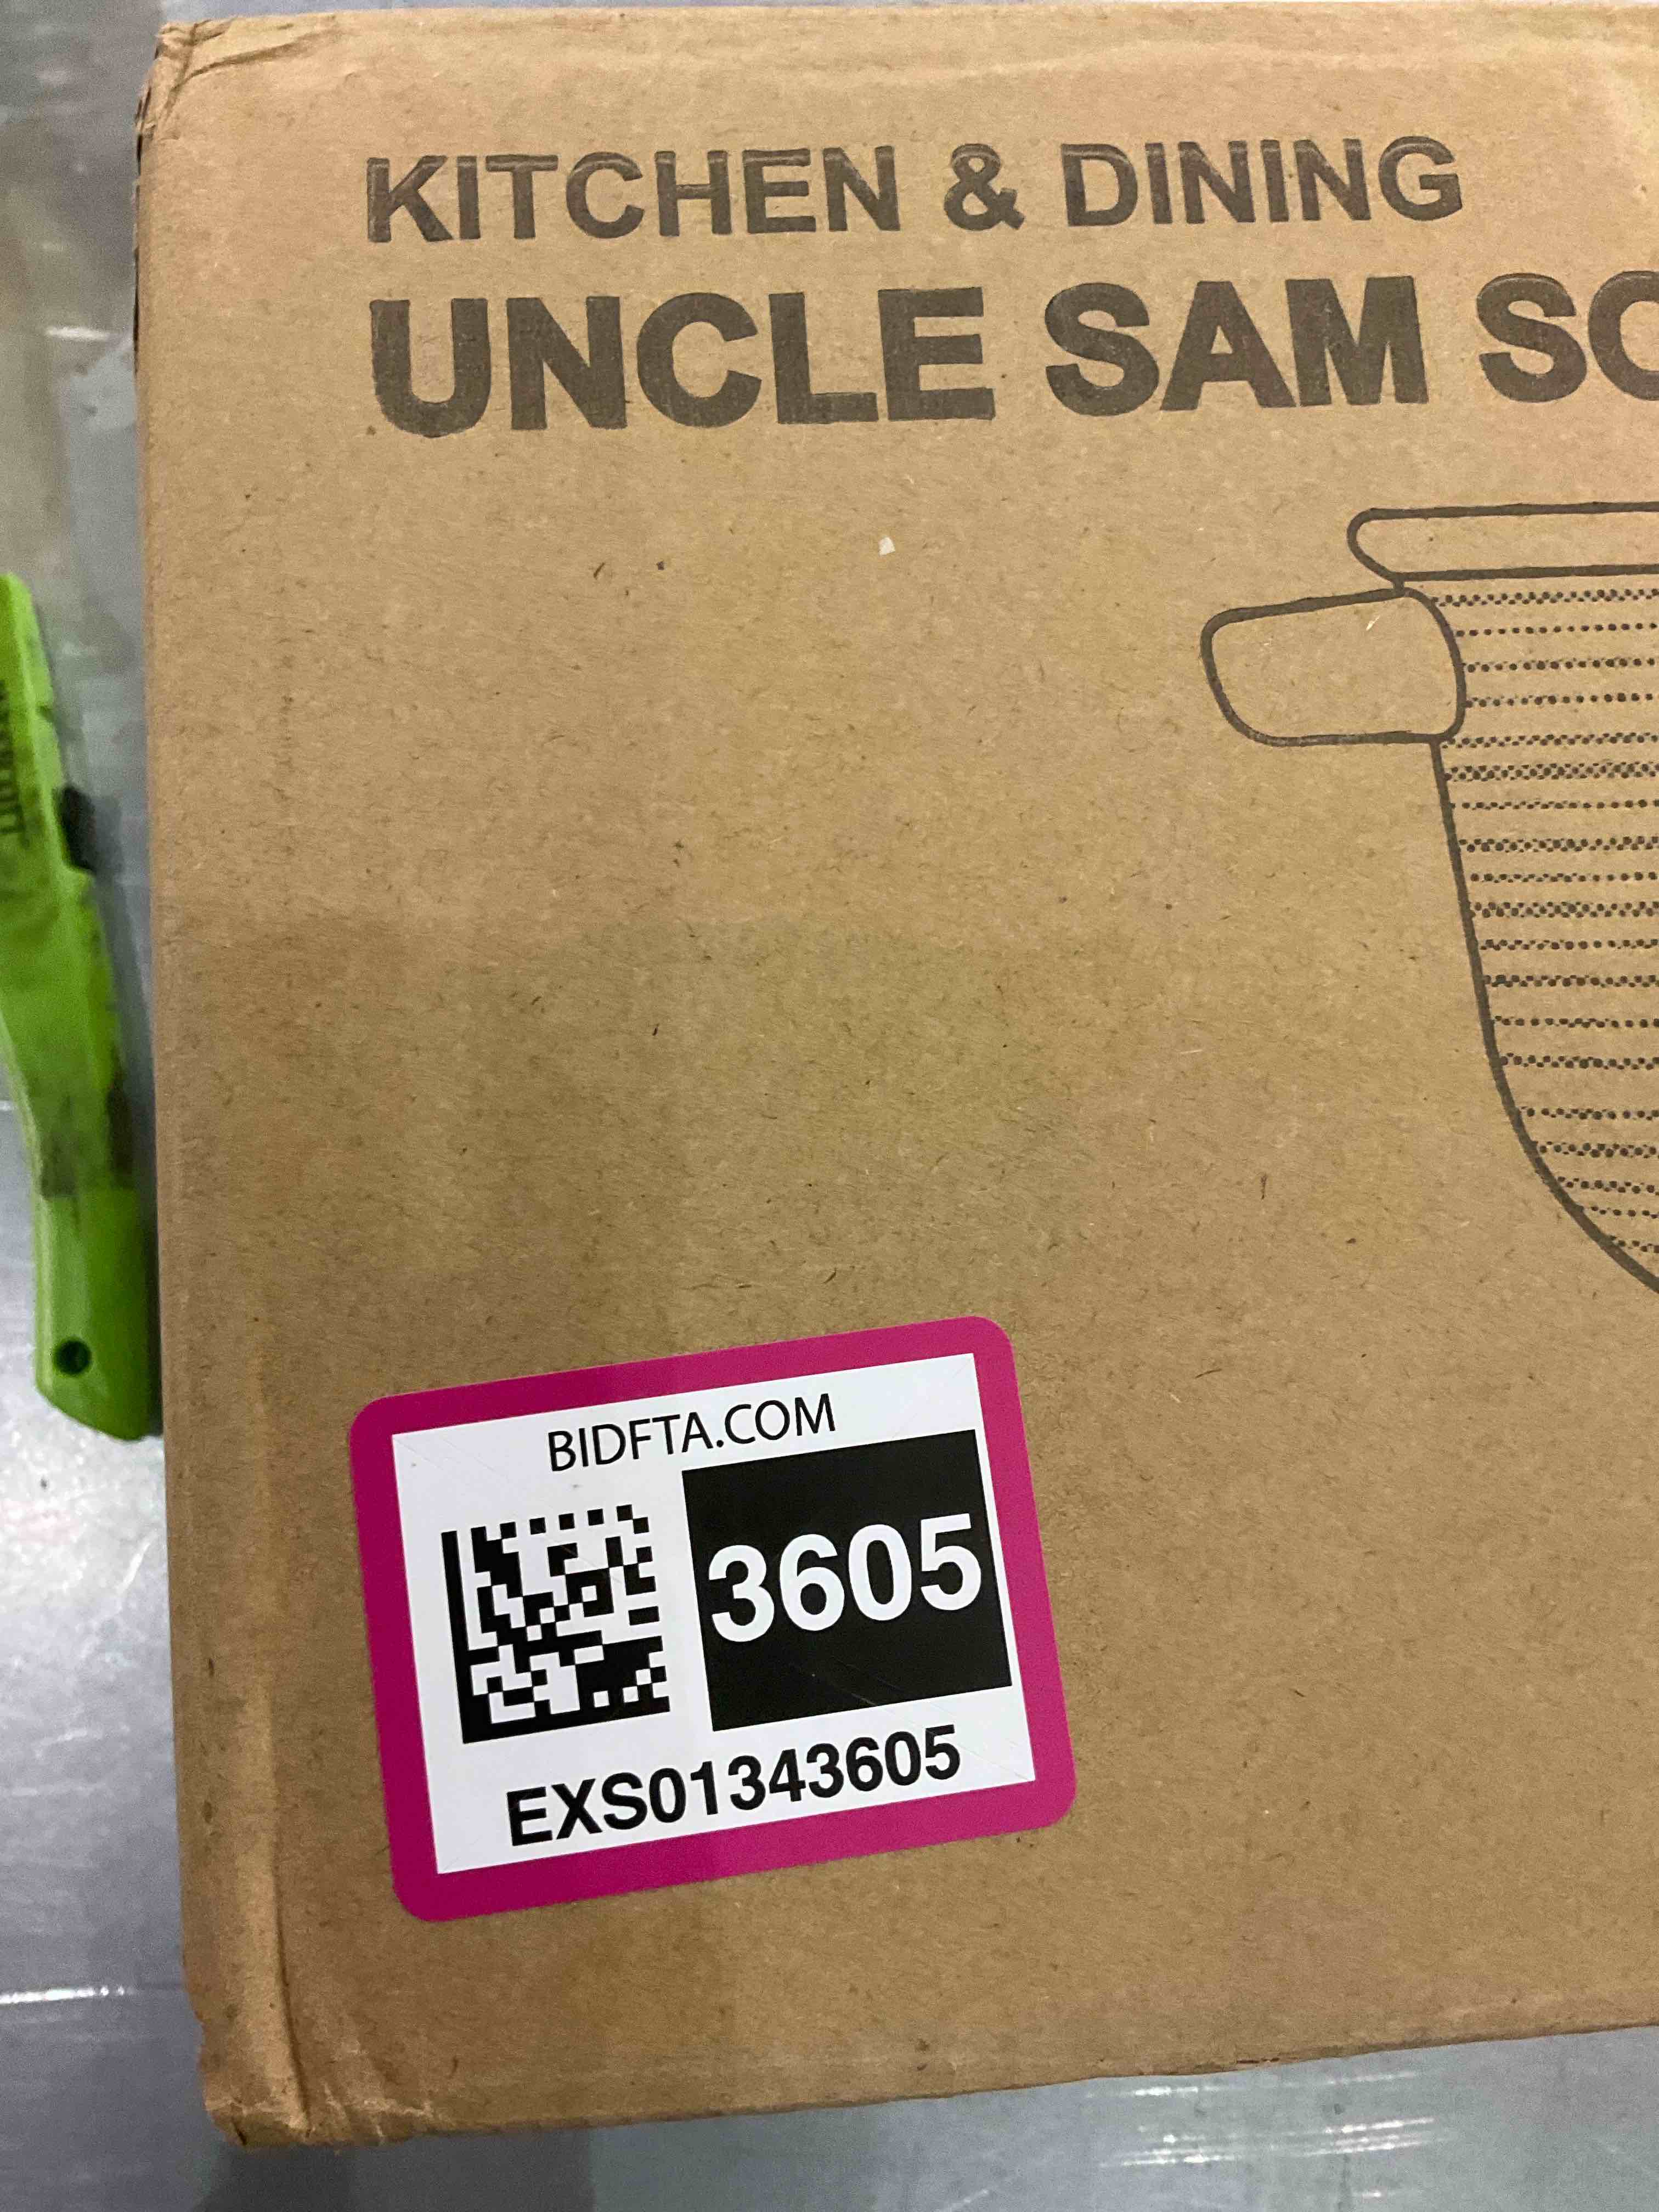 KITCHEN & DINING
UNCLE SAM
BIDFTA.COM
3605
EXS01343605